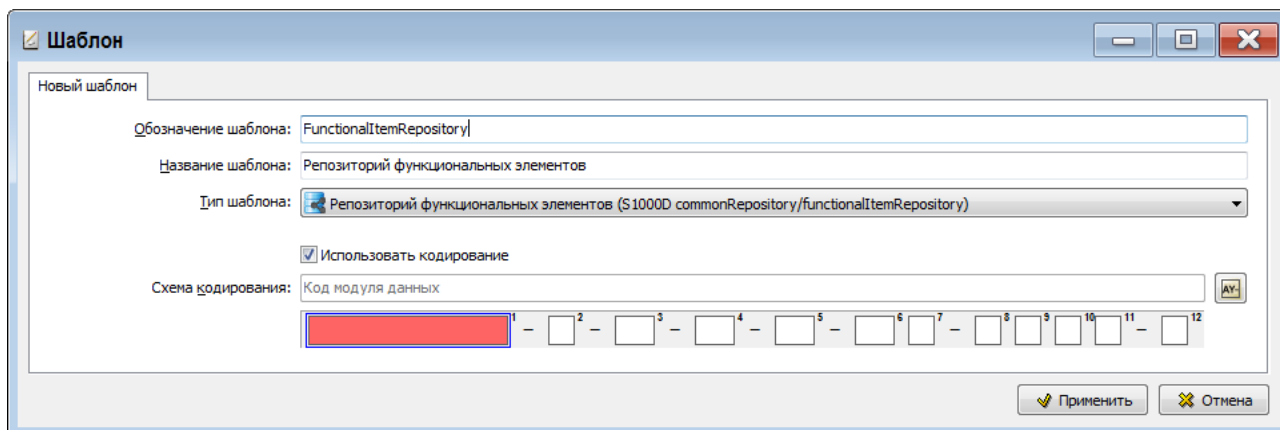 Шаблон
Новый шаблон
Обозначение шаблона: FunctionalItemRepository
Название шаблона: Репозиторий функциональных элементов
Тип шаблона: Репозиторий функциональных элементов (S1000D commonRepository/functionalItemRepository)
Использовать кодирование
Схема кодирования: Код модуля данных AY-
1 – 2 – 3 – 4 – 5 – 6 7 – 8 9 10 11 – 12
Применить Отмена